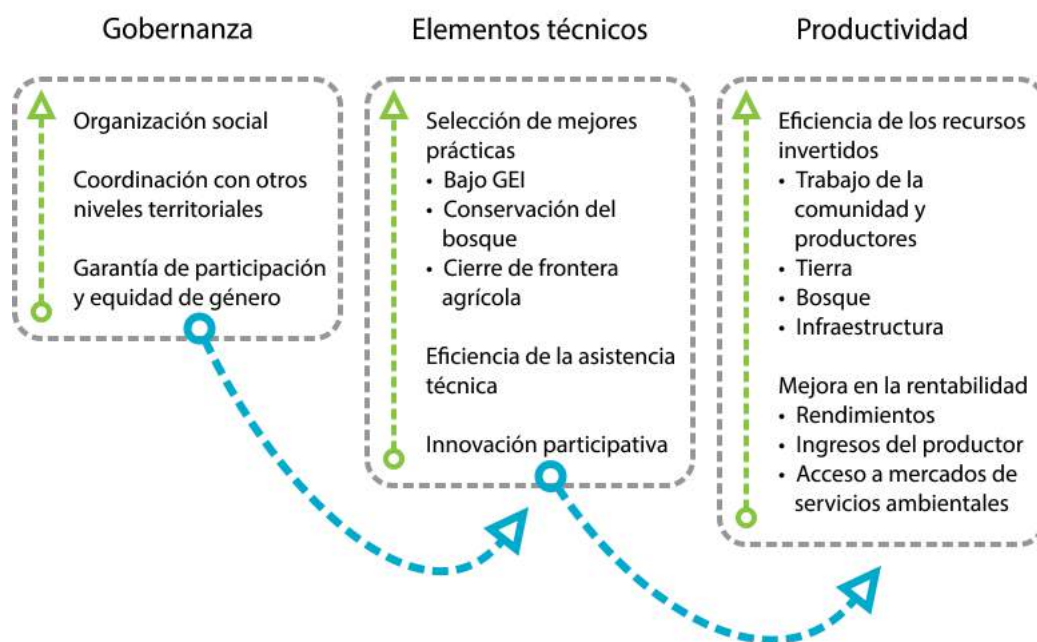 Gobernanza
Organización social
Coordinación con otros
niveles territoriales
Garantía de participación
y equidad de género
Elementos técnicos
Selección de mejores
prácticas
• Bajo GEI
• Conservación del
bosque
• Cierre de frontera
agrícola
Eficiencia de la asistencia
técnica
Innovación participativa
Productividad
Eficiencia de los recursos
invertidos
• Trabajo de la
comunidad y
productores
• Tierra
• Bosque
• Infraestructura
Mejora en la rentabilidad
• Rendimientos
• Ingresos del productor
• Acceso a mercados de
servicios ambientales